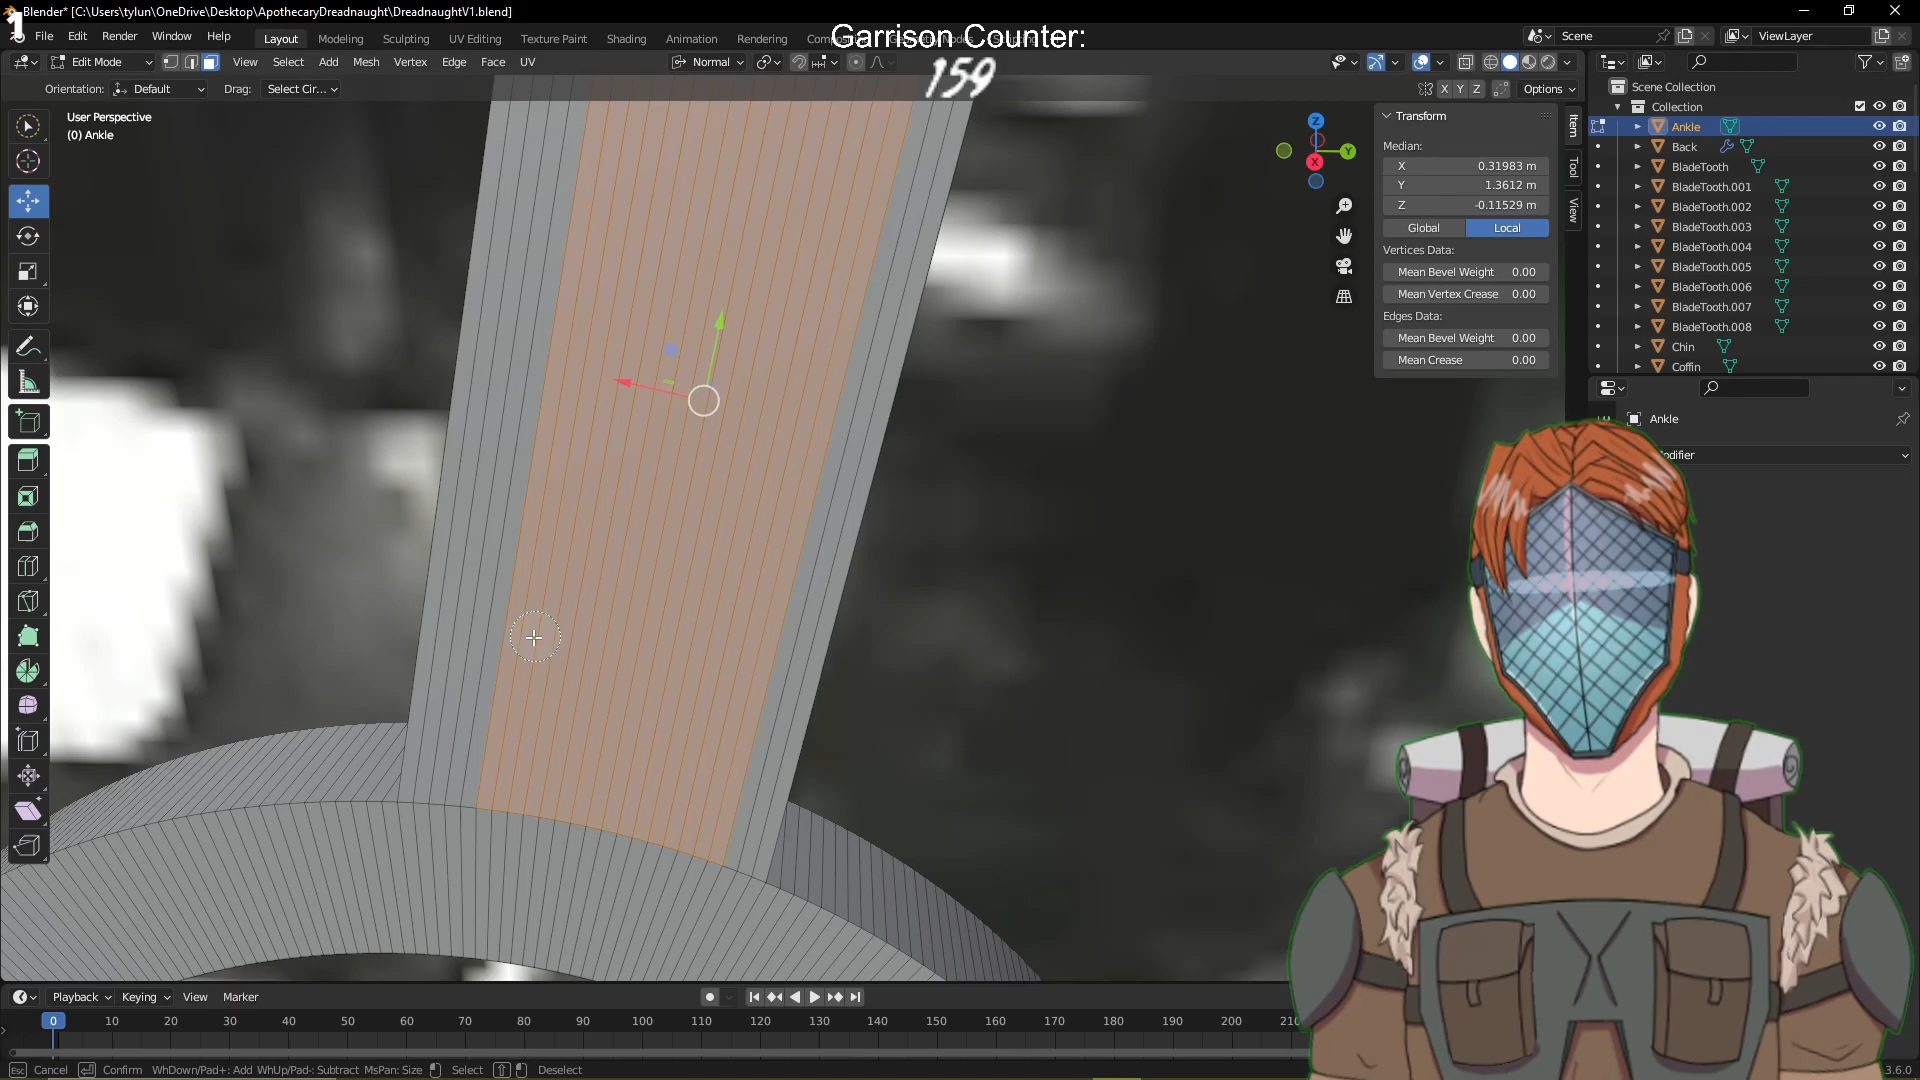 1
Blender* [C:\Users\tylun\OneDrive\Desktop\ApothecaryDreadnaught\DreadnaughtV1.blend]
File Edit Render Window Help Layout Modeling Sculpting UV Editing Texture Paint Shading Animation Rendering
Garrison Counter:
159
Scene ViewLayer
Edit Mode View Select Add Mesh Vertex Edge Face UV Normal
Orientation: Default Drag: Select Cir... X Y Z Options
User Perspective
(0) Ankle
Z
Y
X
Transform
Median:
X 0.31983 m
Y 1.3612 m
Z -0.11529 m
Global Local
Vertices Data:
Mean Bevel Weight 0.00
Mean Vertex Crease 0.00
Edges Data:
Mean Bevel Weight 0.00
Mean Crease 0.00
Item
Tool
View
Scene Collection
Collection
Ankle
Back
BladeTooth
BladeTooth.001
BladeTooth.002
BladeTooth.003
BladeTooth.004
BladeTooth.005
BladeTooth.006
BladeTooth.007
BladeTooth.008
Chin
Coffin
Ankle
Playback Keying View Marker
0 10 20 30 40 50 60 70 80 90 100 110 120 130 140 150 160 170 180 190 200
Esc Cancel Confirm WhDown/Pad+: Add WhUp/Pad-: Subtract MsPan: Size Select Deselect
3.6.0